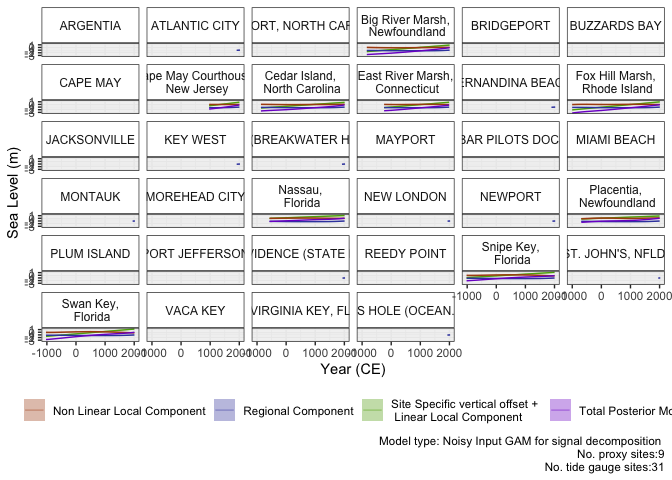 ARGENTIA
ATLANTIC CITY
ORT, NORTH CAR
Big River Marsh,
Newfoundland
BRIDGEPORT
BUZZARDS BAY
CAPE MAY
ape May Courthouse
New Jersey
Cedar Island,
North Carolina
East River Marsh,
Connecticut
ERNANDINA BEAC
Fox Hill Marsh,
Rhode Island
JACKSONVILLE
KEY WEST
(BREAKWATER H
MAYPORT
BAR PILOTS DOC
MIAMI BEACH
MONTAUK
MOREHEAD CITY
Nassau,
Florida
NEW LONDON
NEWPORT
Placentia,
Newfoundland
PLUM ISLAND
PORT JEFFERSON
VIDENCE (STATE
REEDY POINT
Snipe Key,
Florida
ST. JOHN'S, NFLD
Swan Key,
Florida
VACA KEY
VIRGINIA KEY, FL
S HOLE (OCEAN.
Sea Level (m)
-1000 0 1000 2000
Year (CE)
Non Linear Local Component
Regional Component
Site Specific vertical offset +
Linear Local Component
Total Posterior Mo
Model type: Noisy Input GAM for signal decomposition
No. proxy sites:9
No. tide gauge sites:31